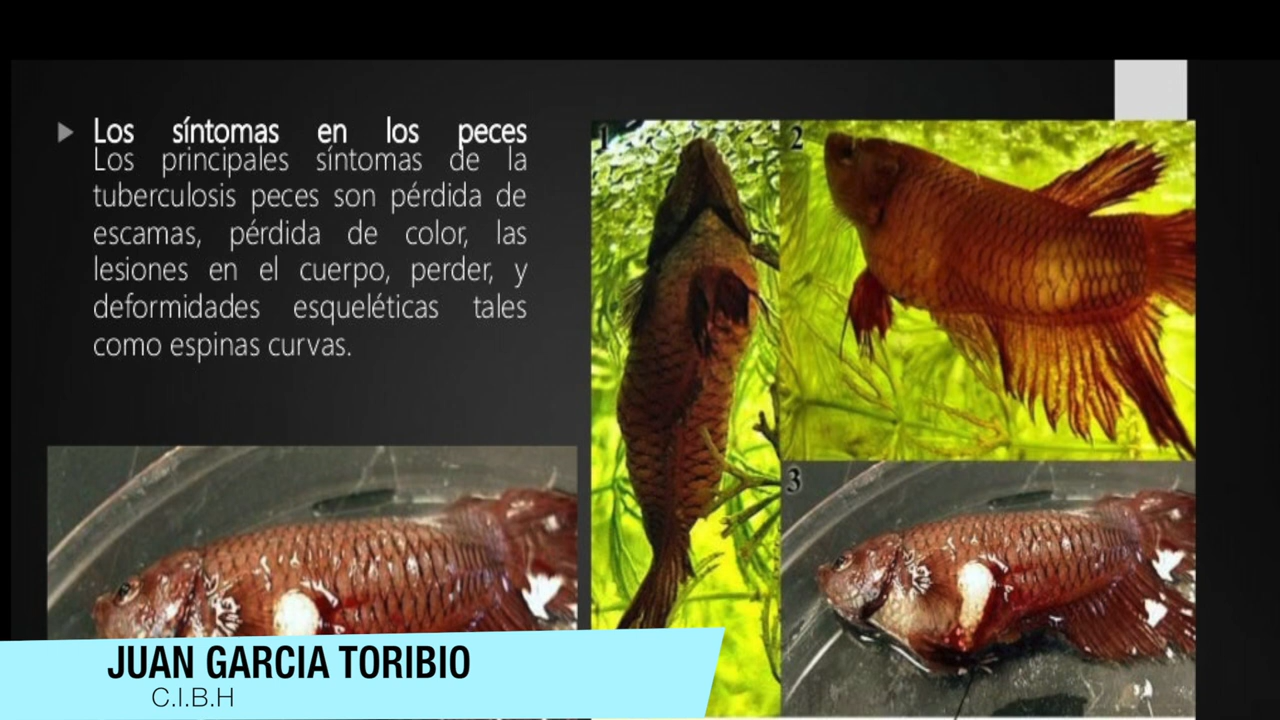 Los síntomas en los peces
Los principales síntomas de la
tuberculosis peces son pérdida de
escamas, pérdida de color, las
lesiones en el cuerpo, perder, y
deformidades esqueléticas tales
como espinas curvas.
1
2
3
JUAN GARCIA TORIBIO
C.I.B.H